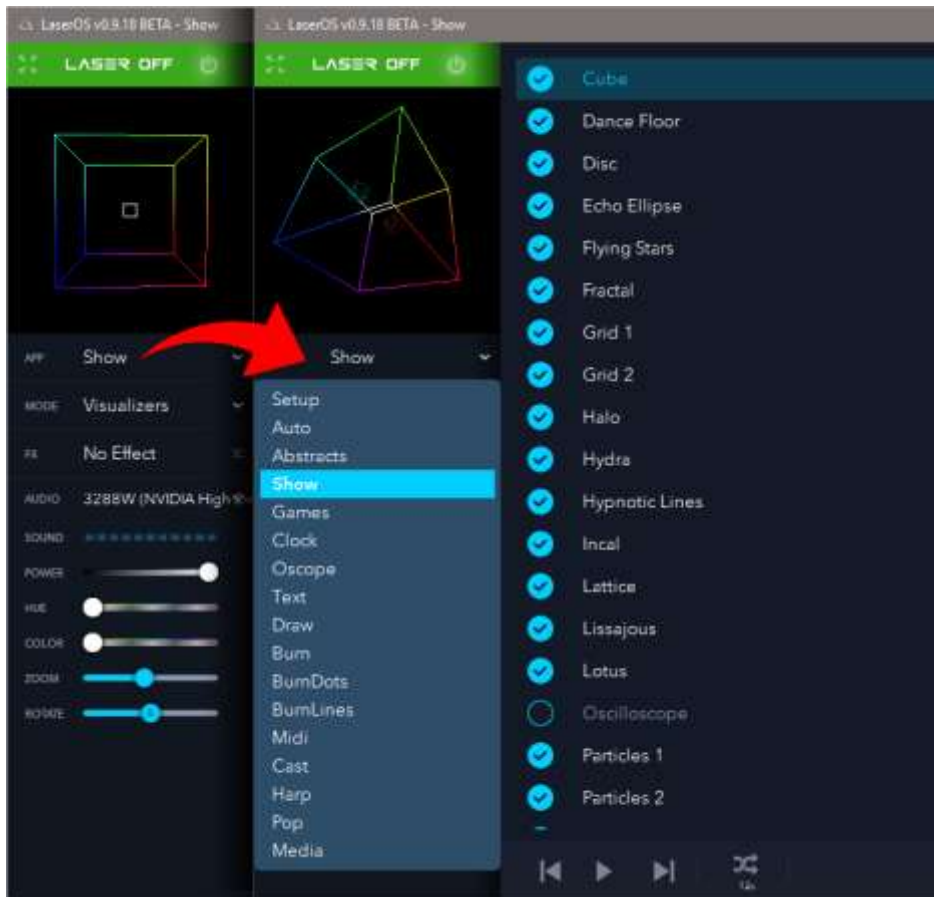 LaserOS v0.9.18 BETA - Show
LASER OFF
APP Show
MODE Visualizers
FX No Effect
AUDIO 3288W (NVIDIA High
SOUND
POWER
HUE
COLOR
ZOOM
ROTATE
LaserOS v0.9.18 BETA - Show
LASER OFF
Show
Setup
Auto
Abstracts
Show
Games
Clock
Oscope
Text
Draw
Burn
BurnDots
BurnLines
Midi
Cast
Harp
Pop
Media
Cube
Dance Floor
Disc
Echo Ellipse
Flying Stars
Fractal
Grid 1
Grid 2
Halo
Hydra
Hypnotic Lines
Incal
Lattice
Lissajous
Lotus
Oscilloscope
Particles 1
Particles 2